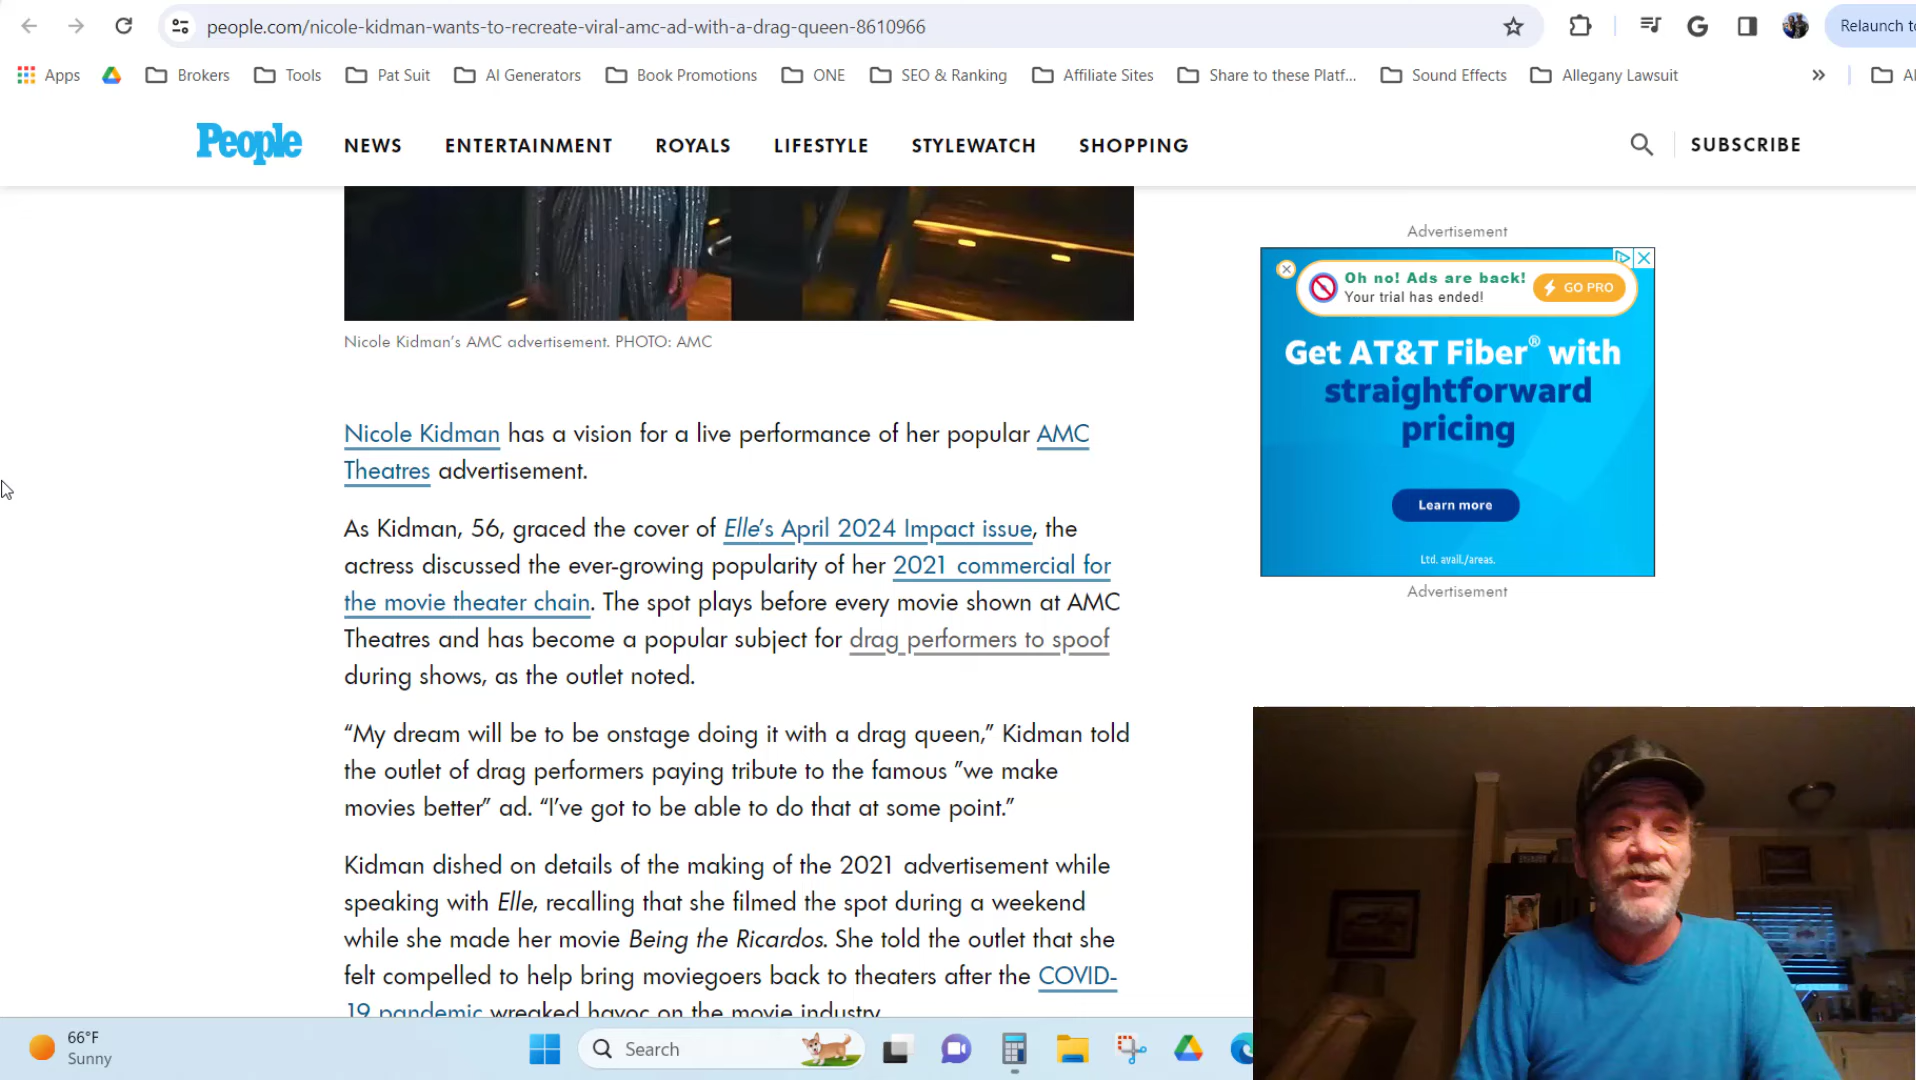 people.com/nicole-kidman-wants-to-recreate-viral-amc-ad-with-a-drag-queen-8610966
Relaunch to
Apps
Brokers
Tools
Pat Suit
AI Generators
Book Promotions
ONE
SEO & Ranking
Affiliate Sites
Share to these Platf...
Sound Effects
Allegany Lawsuit
»
People
NEWS
ENTERTAINMENT
ROYALS
LIFESTYLE
STYLEWATCH
SHOPPING
SUBSCRIBE
Nicole Kidman's AMC advertisement. PHOTO: AMC
Nicole Kidman has a vision for a live performance of her popular AMC
Theatres advertisement.
As Kidman, 56, graced the cover of Elle's April 2024 Impact issue, the
actress discussed the ever-growing popularity of her 2021 commercial for
the movie theater chain. The spot plays before every movie shown at AMC
Theatres and has become a popular subject for drag performers to spoof
during shows, as the outlet noted.
“My dream will be to be onstage doing it with a drag queen,” Kidman told
the outlet of drag performers paying tribute to the famous ”we make
movies better” ad. “I've got to be able to do that at some point.”
Kidman dished on details of the making of the 2021 advertisement while
speaking with Elle, recalling that she filmed the spot during a weekend
while she made her movie Being the Ricardos. She told the outlet that she
felt compelled to help bring moviegoers back to theaters after the COVID-
19 pandemic wreaked havoc on the movie industry.
Advertisement
Oh no! Ads are back!
Your trial has ended!
GO PRO
Get AT&T Fiber® with
straightforward
pricing
Learn more
Ltd. avail./areas.
Advertisement
66°F
Sunny
Search